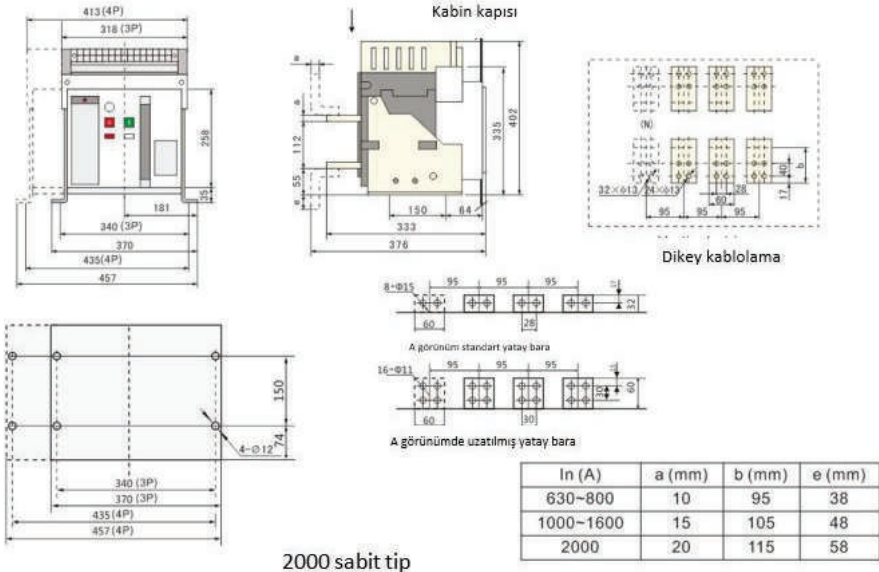 413(4P)
318 (3P)
258
35
181
340 (3P)
370
435(4P)
457
Kabin kapısı
e
a
112
55
e
150
64
333
376
335
402
(N)
32×ϕ13/24×ϕ13
28
60
95
95
95
40
b
17
Dikey kablolama
95
95
95
8-Φ15
60
28
32
A görünüm standart yatay bara
95
95
95
16-Φ11
60
30
30
60
A görünümde uzatılmış yatay bara
150
74
4-∅12
340 (3P)
370 (3P)
435(4P)
457 (4P)
In (A) a (mm) b (mm) e (mm)
630~800 10 95 38
1000~1600 15 105 48
2000 20 115 58
2000 sabit tip